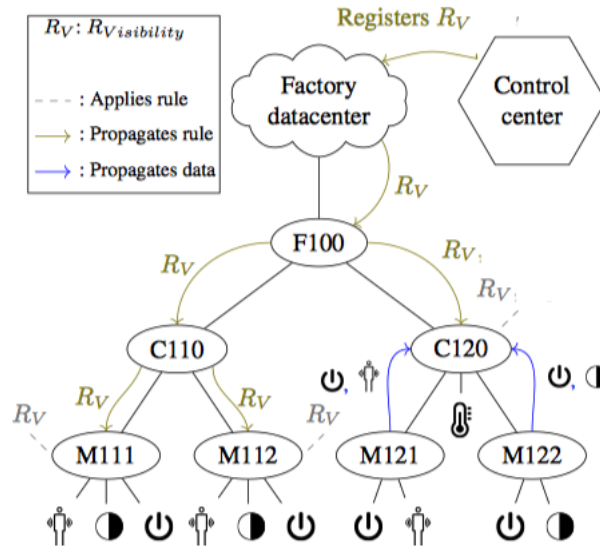 Registers R_V
R_V: R_Visibility
: Applies rule
: Propagates rule
: Propagates data
Factory
datacenter
Control
center
R_V
F100
R_V
R_V
R_V
C110
C120
,
,
R_V
R_V
R_V
R_V
M111
M112
M121
M122